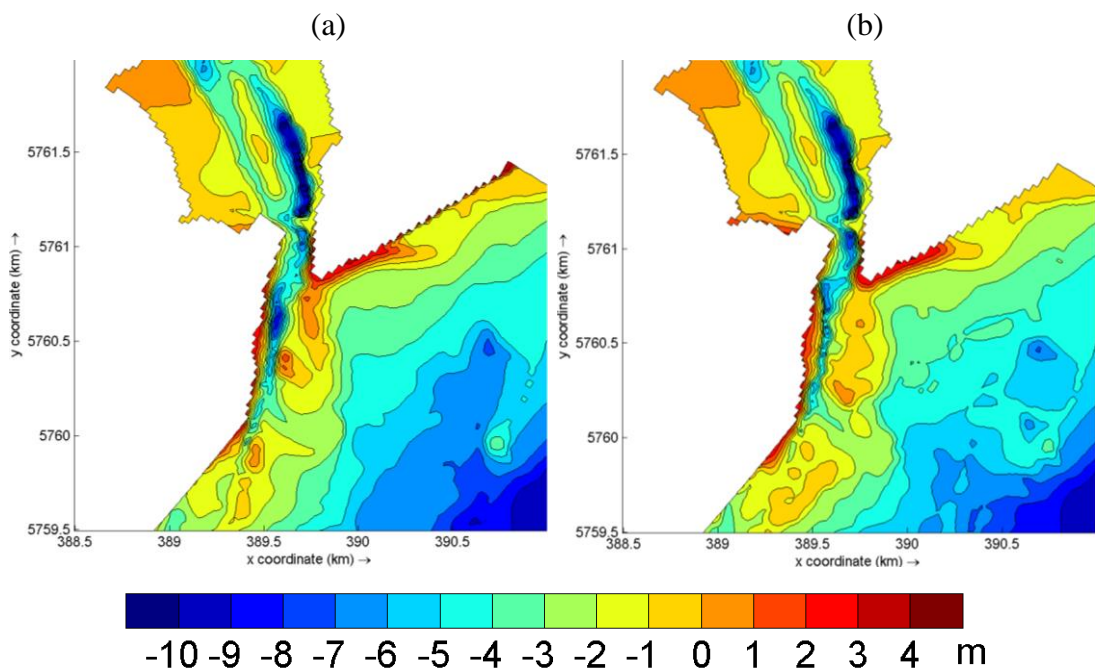 (a) (b)
5761.5 5761.5
5761 5761
5760.5 5760.5
5760 5760
5759.5 5759.5
y coordinate (km) → y coordinate (km) →
388.5 389 389.5 390 390.5 388.5 389 389.5 390 390.5
x coordinate (km) → x coordinate (km) →
-10 -9 -8 -7 -6 -5 -4 -3 -2 -1 0 1 2 3 4 m